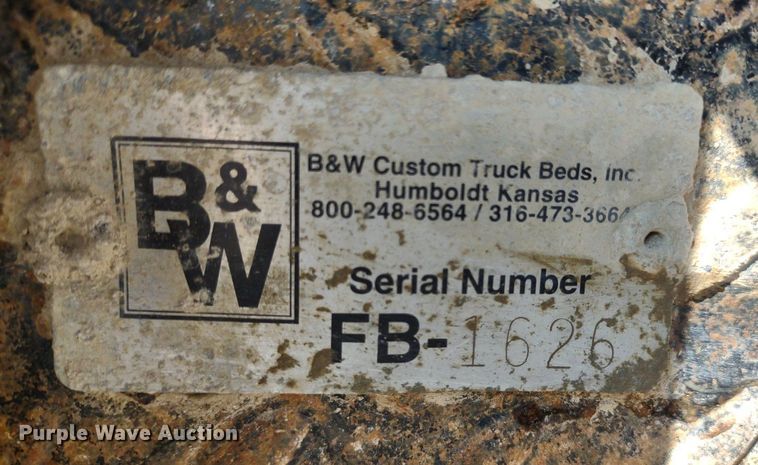 B&W
B&W Custom Truck Beds, Inc.
Humboldt Kansas
800-248-6564 / 316-473-3664
Serial Number
FB-1626
Purple Wave Auction